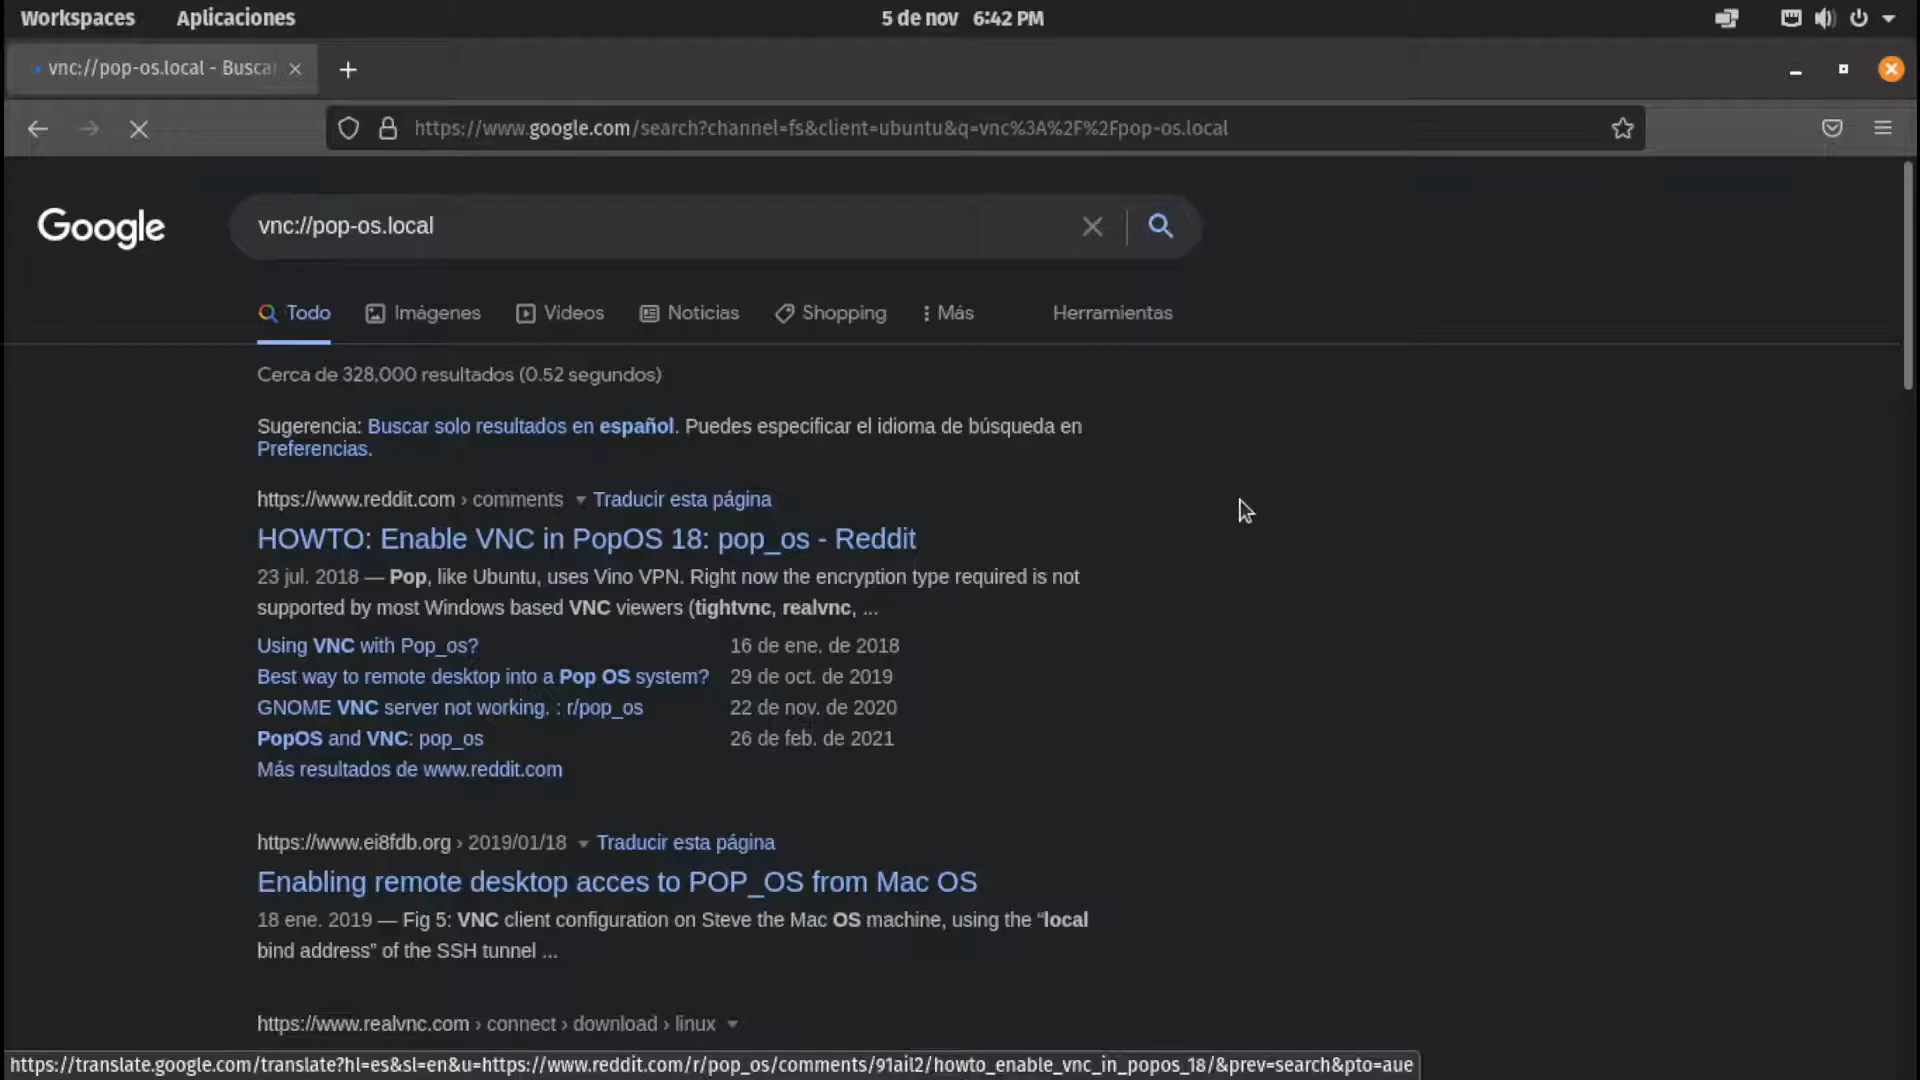 Workspaces Aplicaciones 5 de nov 6:42 PM
vnc://pop-os.local - Busca
https://www.google.com/search?channel=fs&client=ubuntu&q=vnc%3A%2F%2Fpop-os.local
Google vnc://pop-os.local
Todo Imágenes Videos Noticias Shopping Más Herramientas
Cerca de 328,000 resultados (0.52 segundos)
Sugerencia: Buscar solo resultados en español. Puedes especificar el idioma de búsqueda en
Preferencias.
https://www.reddit.com › comments Traducir esta página
HOWTO: Enable VNC in PopOS 18: pop_os - Reddit
23 jul. 2018 — Pop, like Ubuntu, uses Vino VPN. Right now the encryption type required is not
supported by most Windows based VNC viewers (tightvnc, realvnc, ...
Using VNC with Pop_os? 16 de ene. de 2018
Best way to remote desktop into a Pop OS system? 29 de oct. de 2019
GNOME VNC server not working. : r/pop_os 22 de nov. de 2020
PopOS and VNC: pop_os 26 de feb. de 2021
Más resultados de www.reddit.com
https://www.ei8fdb.org › 2019/01/18 Traducir esta página
Enabling remote desktop acces to POP_OS from Mac OS
18 ene. 2019 — Fig 5: VNC client configuration on Steve the Mac OS machine, using the “local
bind address” of the SSH tunnel ...
https://www.realvnc.com › connect › download › linux
https://translate.google.com/translate?hl=es&sl=en&u=https://www.reddit.com/r/pop_os/comments/91ail2/howto_enable_vnc_in_popos_18/&prev=search&pto=aue